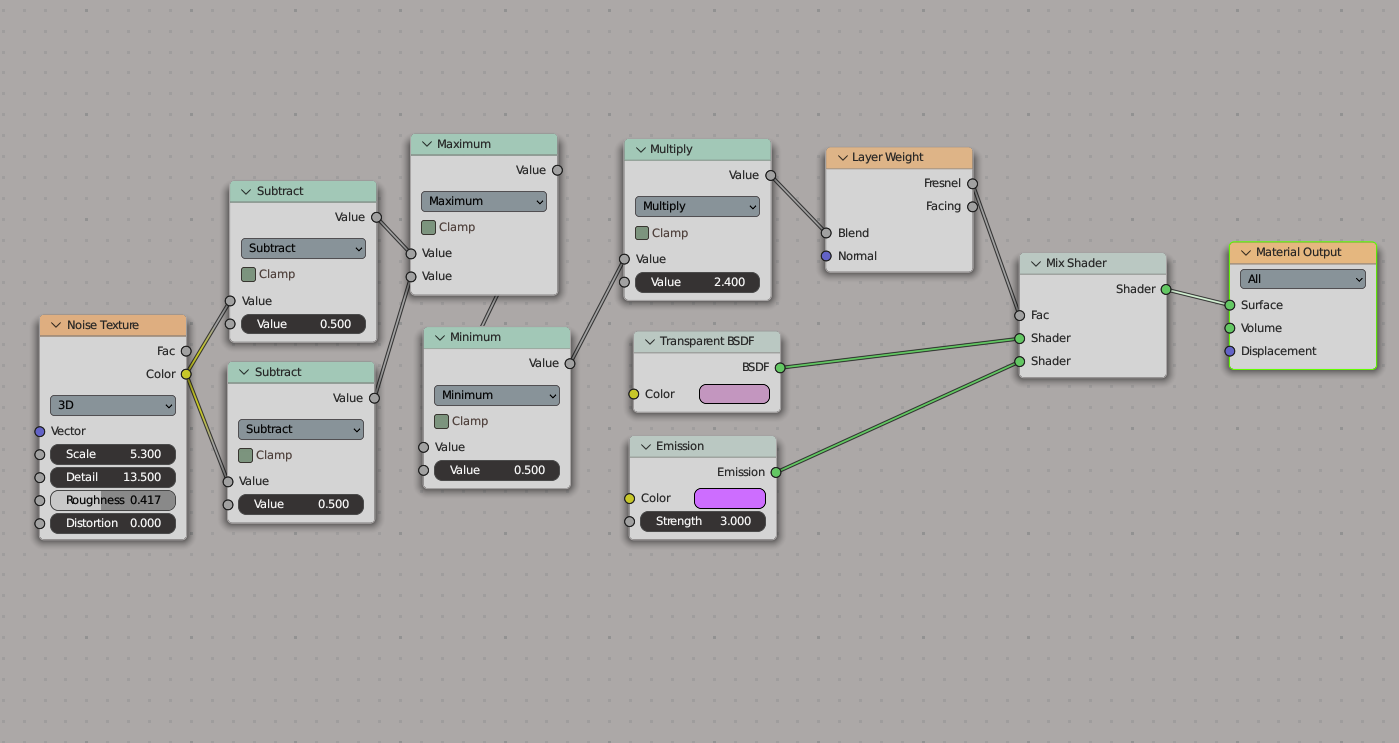 Noise Texture
Fac
Color
3D
Vector
Scale 5.300
Detail 13.500
Roughness 0.417
Distortion 0.000
Subtract
Value
Subtract
Clamp
Value
Value 0.500
Subtract
Value
Subtract
Clamp
Value
Value 0.500
Maximum
Value
Maximum
Clamp
Value
Value
Minimum
Value
Minimum
Clamp
Value
Value 0.500
Multiply
Value
Multiply
Clamp
Value
Value 2.400
Transparent BSDF
BSDF
Color
Emission
Emission
Color
Strength 3.000
Layer Weight
Fresnel
Facing
Blend
Normal
Mix Shader
Shader
Fac
Shader
Shader
Material Output
All
Surface
Volume
Displacement